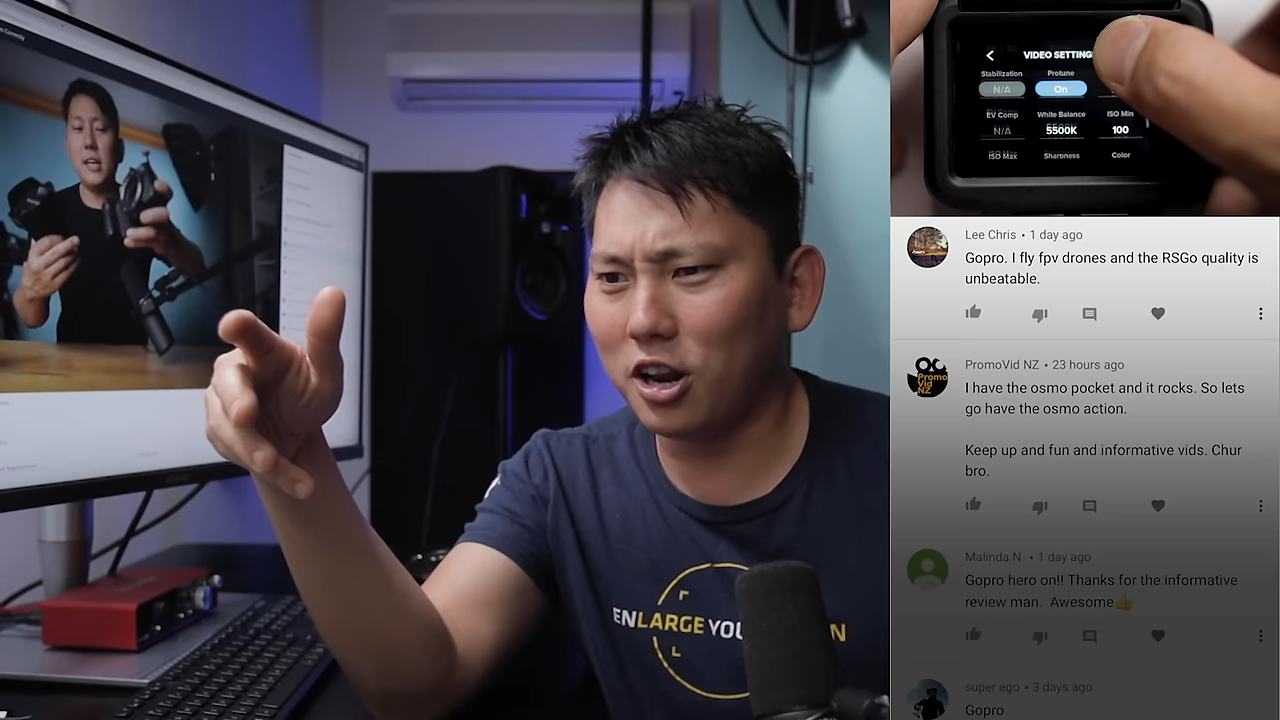 VIDEO SETTING
Stabilization Protune
N/A On
EV Comp White Balance ISO Min
N/A 5500K 100
ISO Max Sharpness Color
Lee Chris • 1 day ago
Gopro. I fly fpv drones and the RSGo quality is
unbeatable.
PromoVid NZ • 23 hours ago
I have the osmo pocket and it rocks. So lets
go have the osmo action.
Keep up and fun and informative vids. Chur
bro.
Promo
Vid
NZ
Malinda N. • 1 day ago
Gopro hero on!! Thanks for the informative
review man. Awesome👍
super ego • 3 days ago
Gopro
ENLARGE YOU N